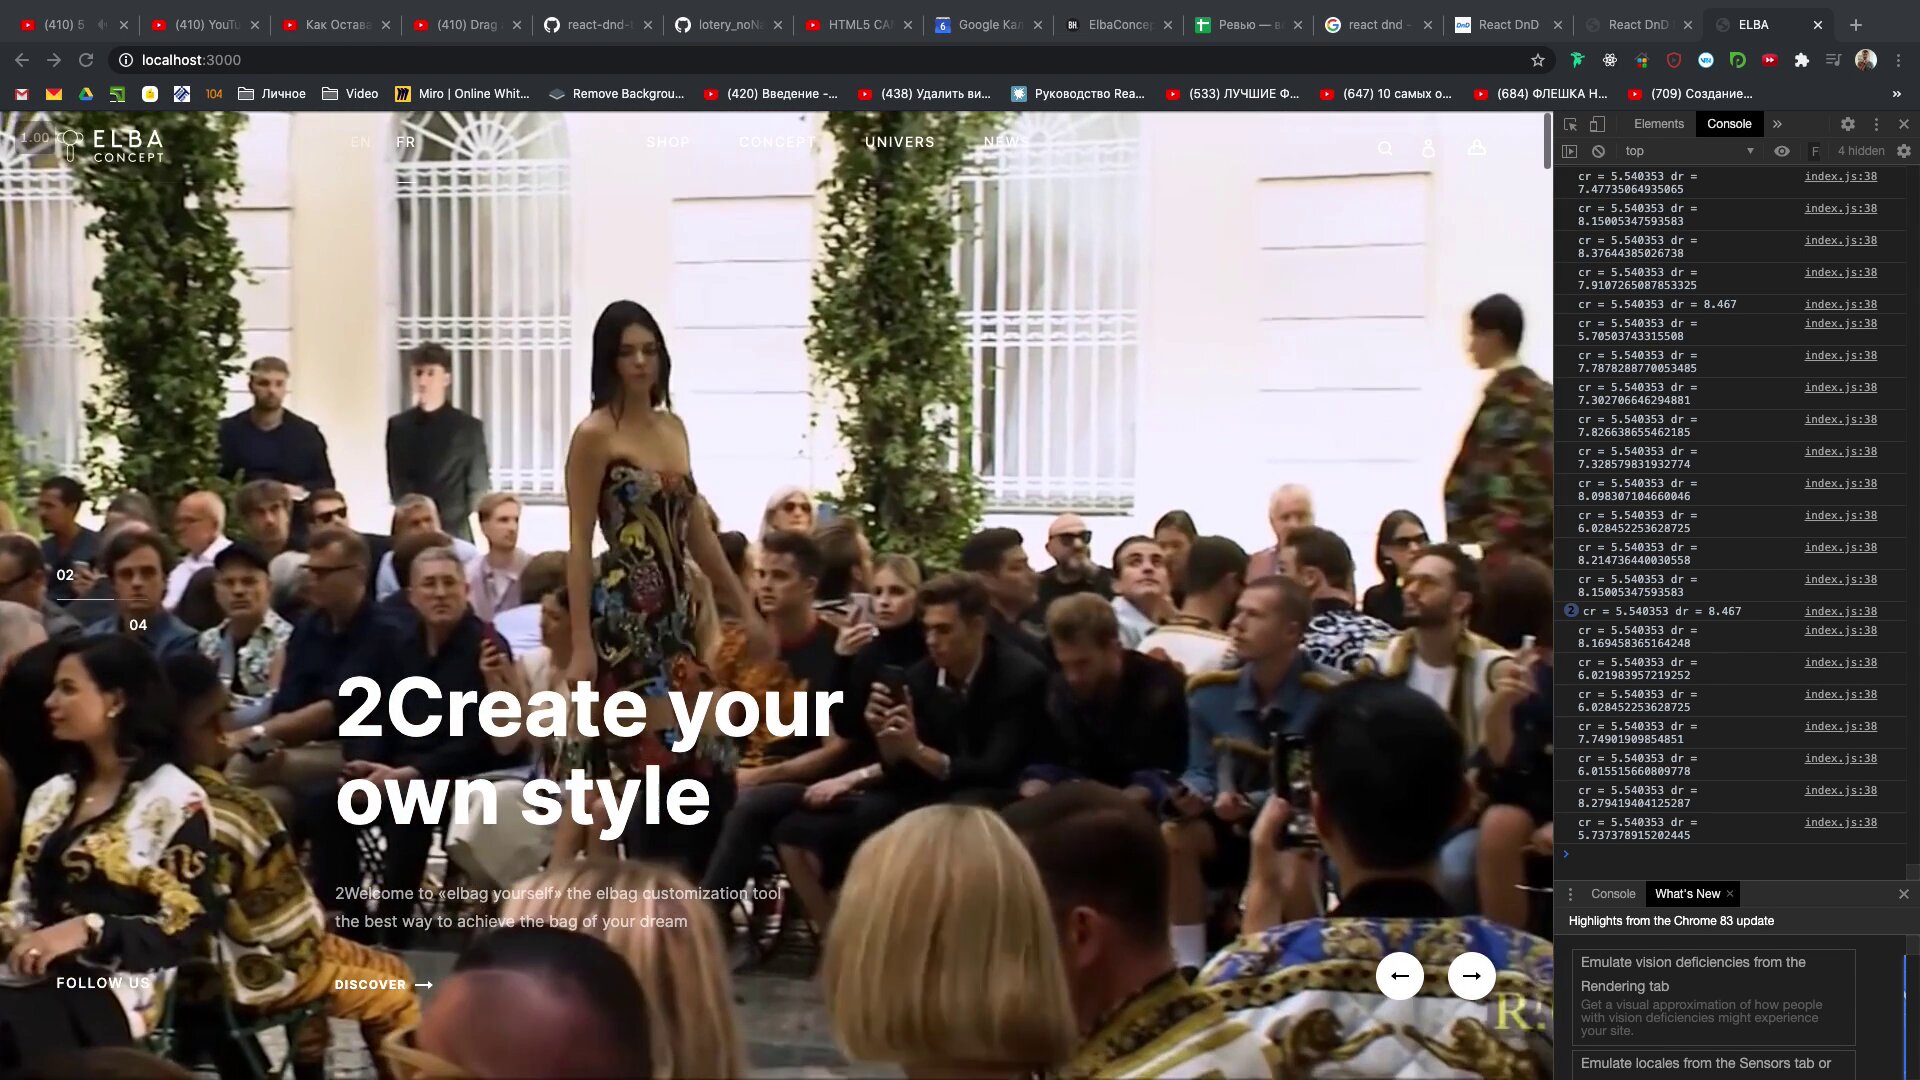 (410) 5
(410) YouTu
Как Остава
(410) Drag
react-dnd-t
lotery_noNa
HTML5 CAN
Google Кал
ElbaConcep
Ревью — в
react dnd -
React DnD
React DnD
ELBA
localhost:3000
104
Личное
Video
Miro | Online Whit...
Remove Backgrou...
(420) Введение -...
(438) Удалить ви...
Руководство Rea...
(533) ЛУЧШИЕ Ф...
(647) 10 самых о...
(684) ФЛЕШКА Н...
(709) Создание...
»
1.00
ELBA
CONCEPT
EN
FR
SHOP
CONCEPT
UNIVERS
NEWS
02
04
2Create your
own style
2Welcome to «elbag yourself» the elbag customization tool
the best way to achieve the bag of your dream
FOLLOW US
DISCOVER
R.
Elements
Console
»
top
F
4 hidden
cr = 5.540353 dr = index.js:38
7.47735064935065
cr = 5.540353 dr = index.js:38
8.15005347593583
cr = 5.540353 dr = index.js:38
8.37644385026738
cr = 5.540353 dr = index.js:38
7.9107265087853325
cr = 5.540353 dr = 8.467 index.js:38
cr = 5.540353 dr = index.js:38
5.70503743315508
cr = 5.540353 dr = index.js:38
7.7878288770053485
cr = 5.540353 dr = index.js:38
7.302706646294881
cr = 5.540353 dr = index.js:38
7.826638655462185
cr = 5.540353 dr = index.js:38
7.328579831932774
cr = 5.540353 dr = index.js:38
8.098307104660046
cr = 5.540353 dr = index.js:38
6.028452253628725
cr = 5.540353 dr = index.js:38
8.214736440030558
cr = 5.540353 dr = index.js:38
8.15005347593583
2 cr = 5.540353 dr = 8.467 index.js:38
cr = 5.540353 dr = index.js:38
8.169458365164248
cr = 5.540353 dr = index.js:38
6.021983957219252
cr = 5.540353 dr = index.js:38
6.028452253628725
cr = 5.540353 dr = index.js:38
7.74901909854851
cr = 5.540353 dr = index.js:38
6.015515660809778
cr = 5.540353 dr = index.js:38
8.279419404125287
cr = 5.540353 dr = index.js:38
5.737378915202445
Console
What's New
Highlights from the Chrome 83 update
Emulate vision deficiencies from the
Rendering tab
Get a visual approximation of how people
with vision deficiencies might experience
your site.
Emulate locales from the Sensors tab or